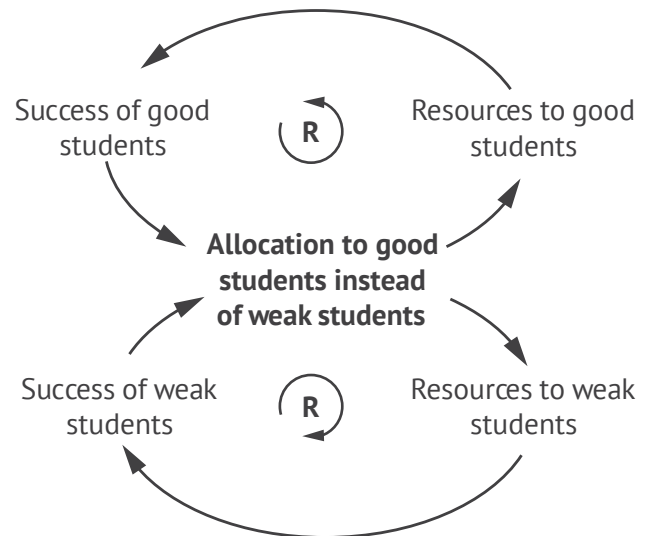 Success of good
students
R
Resources to good
students
Allocation to good
students instead
of weak students
Success of weak
students
R
Resources to weak
students